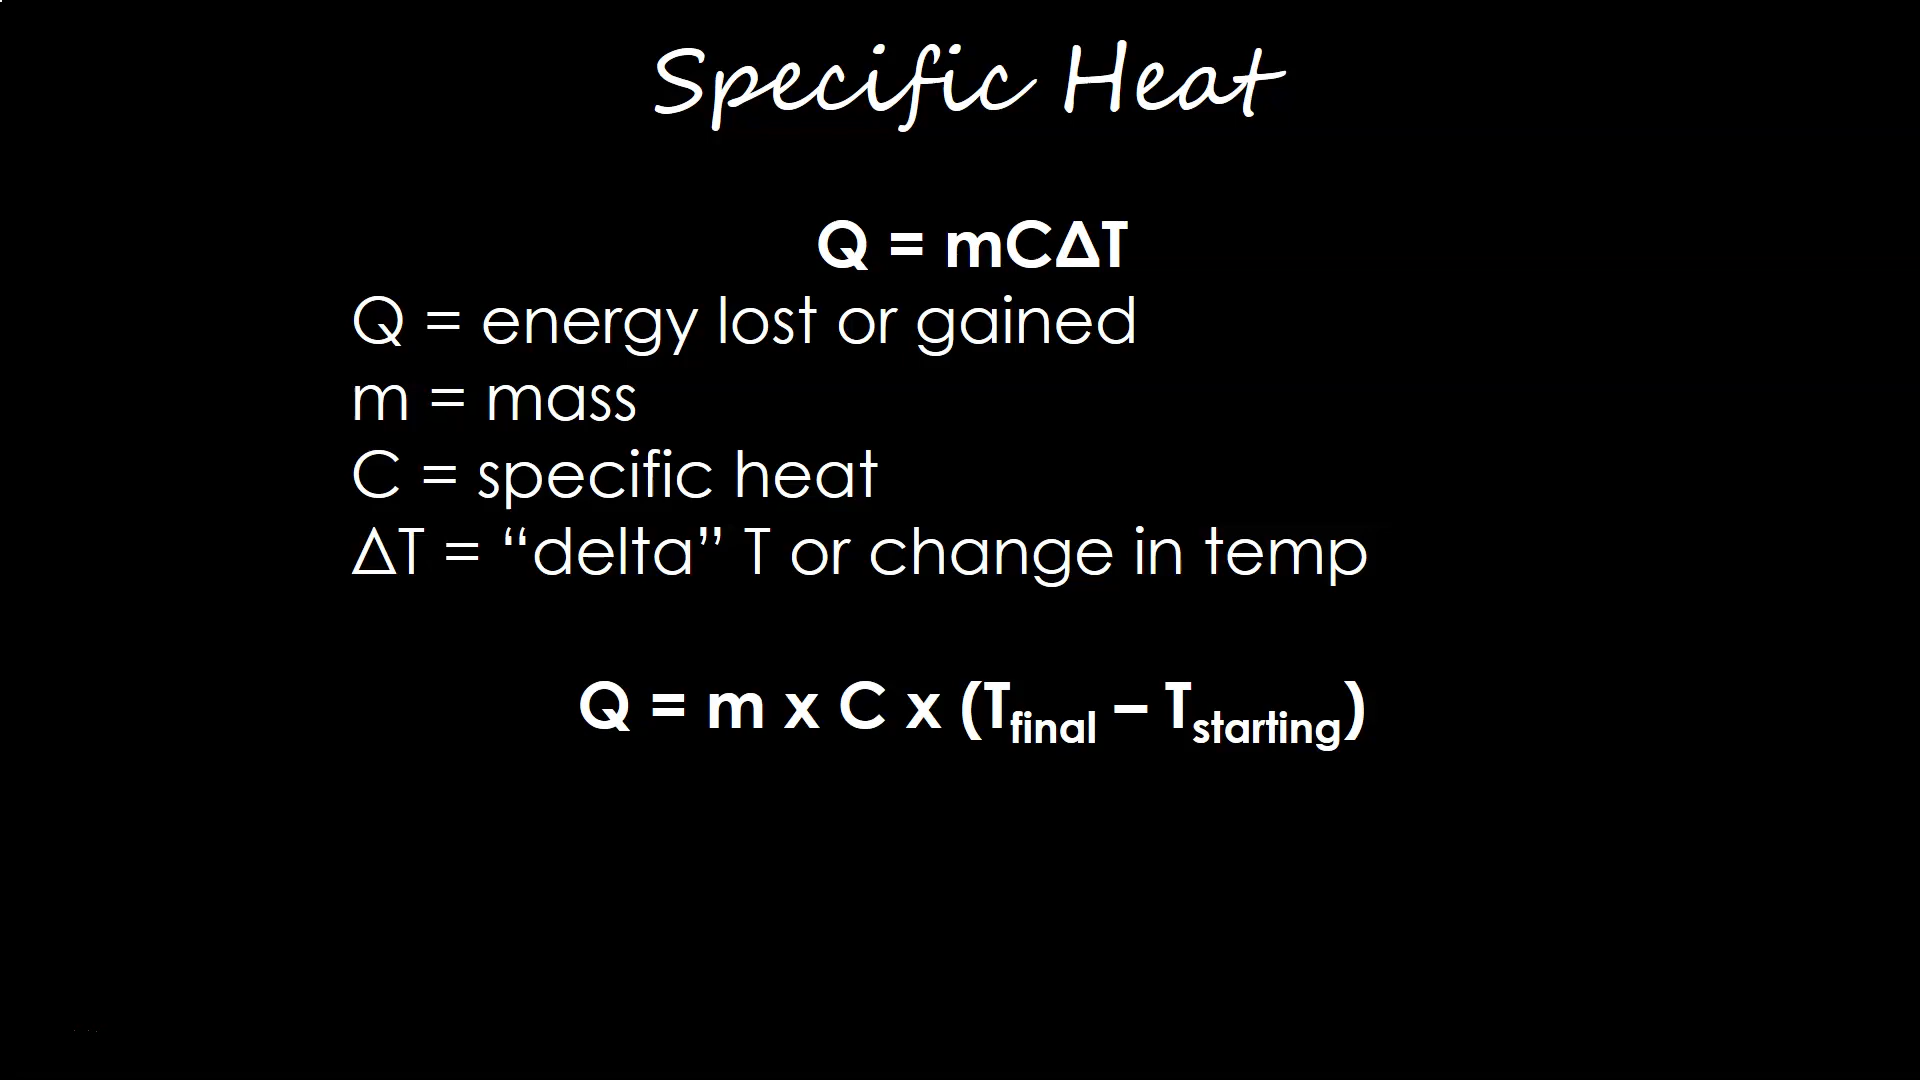 Specific Heat
Q = mCΔT
Q = energy lost or gained
m = mass
C = specific heat
ΔT = “delta” T or change in temp
Q = m x C x (Tfinal – Tstarting)